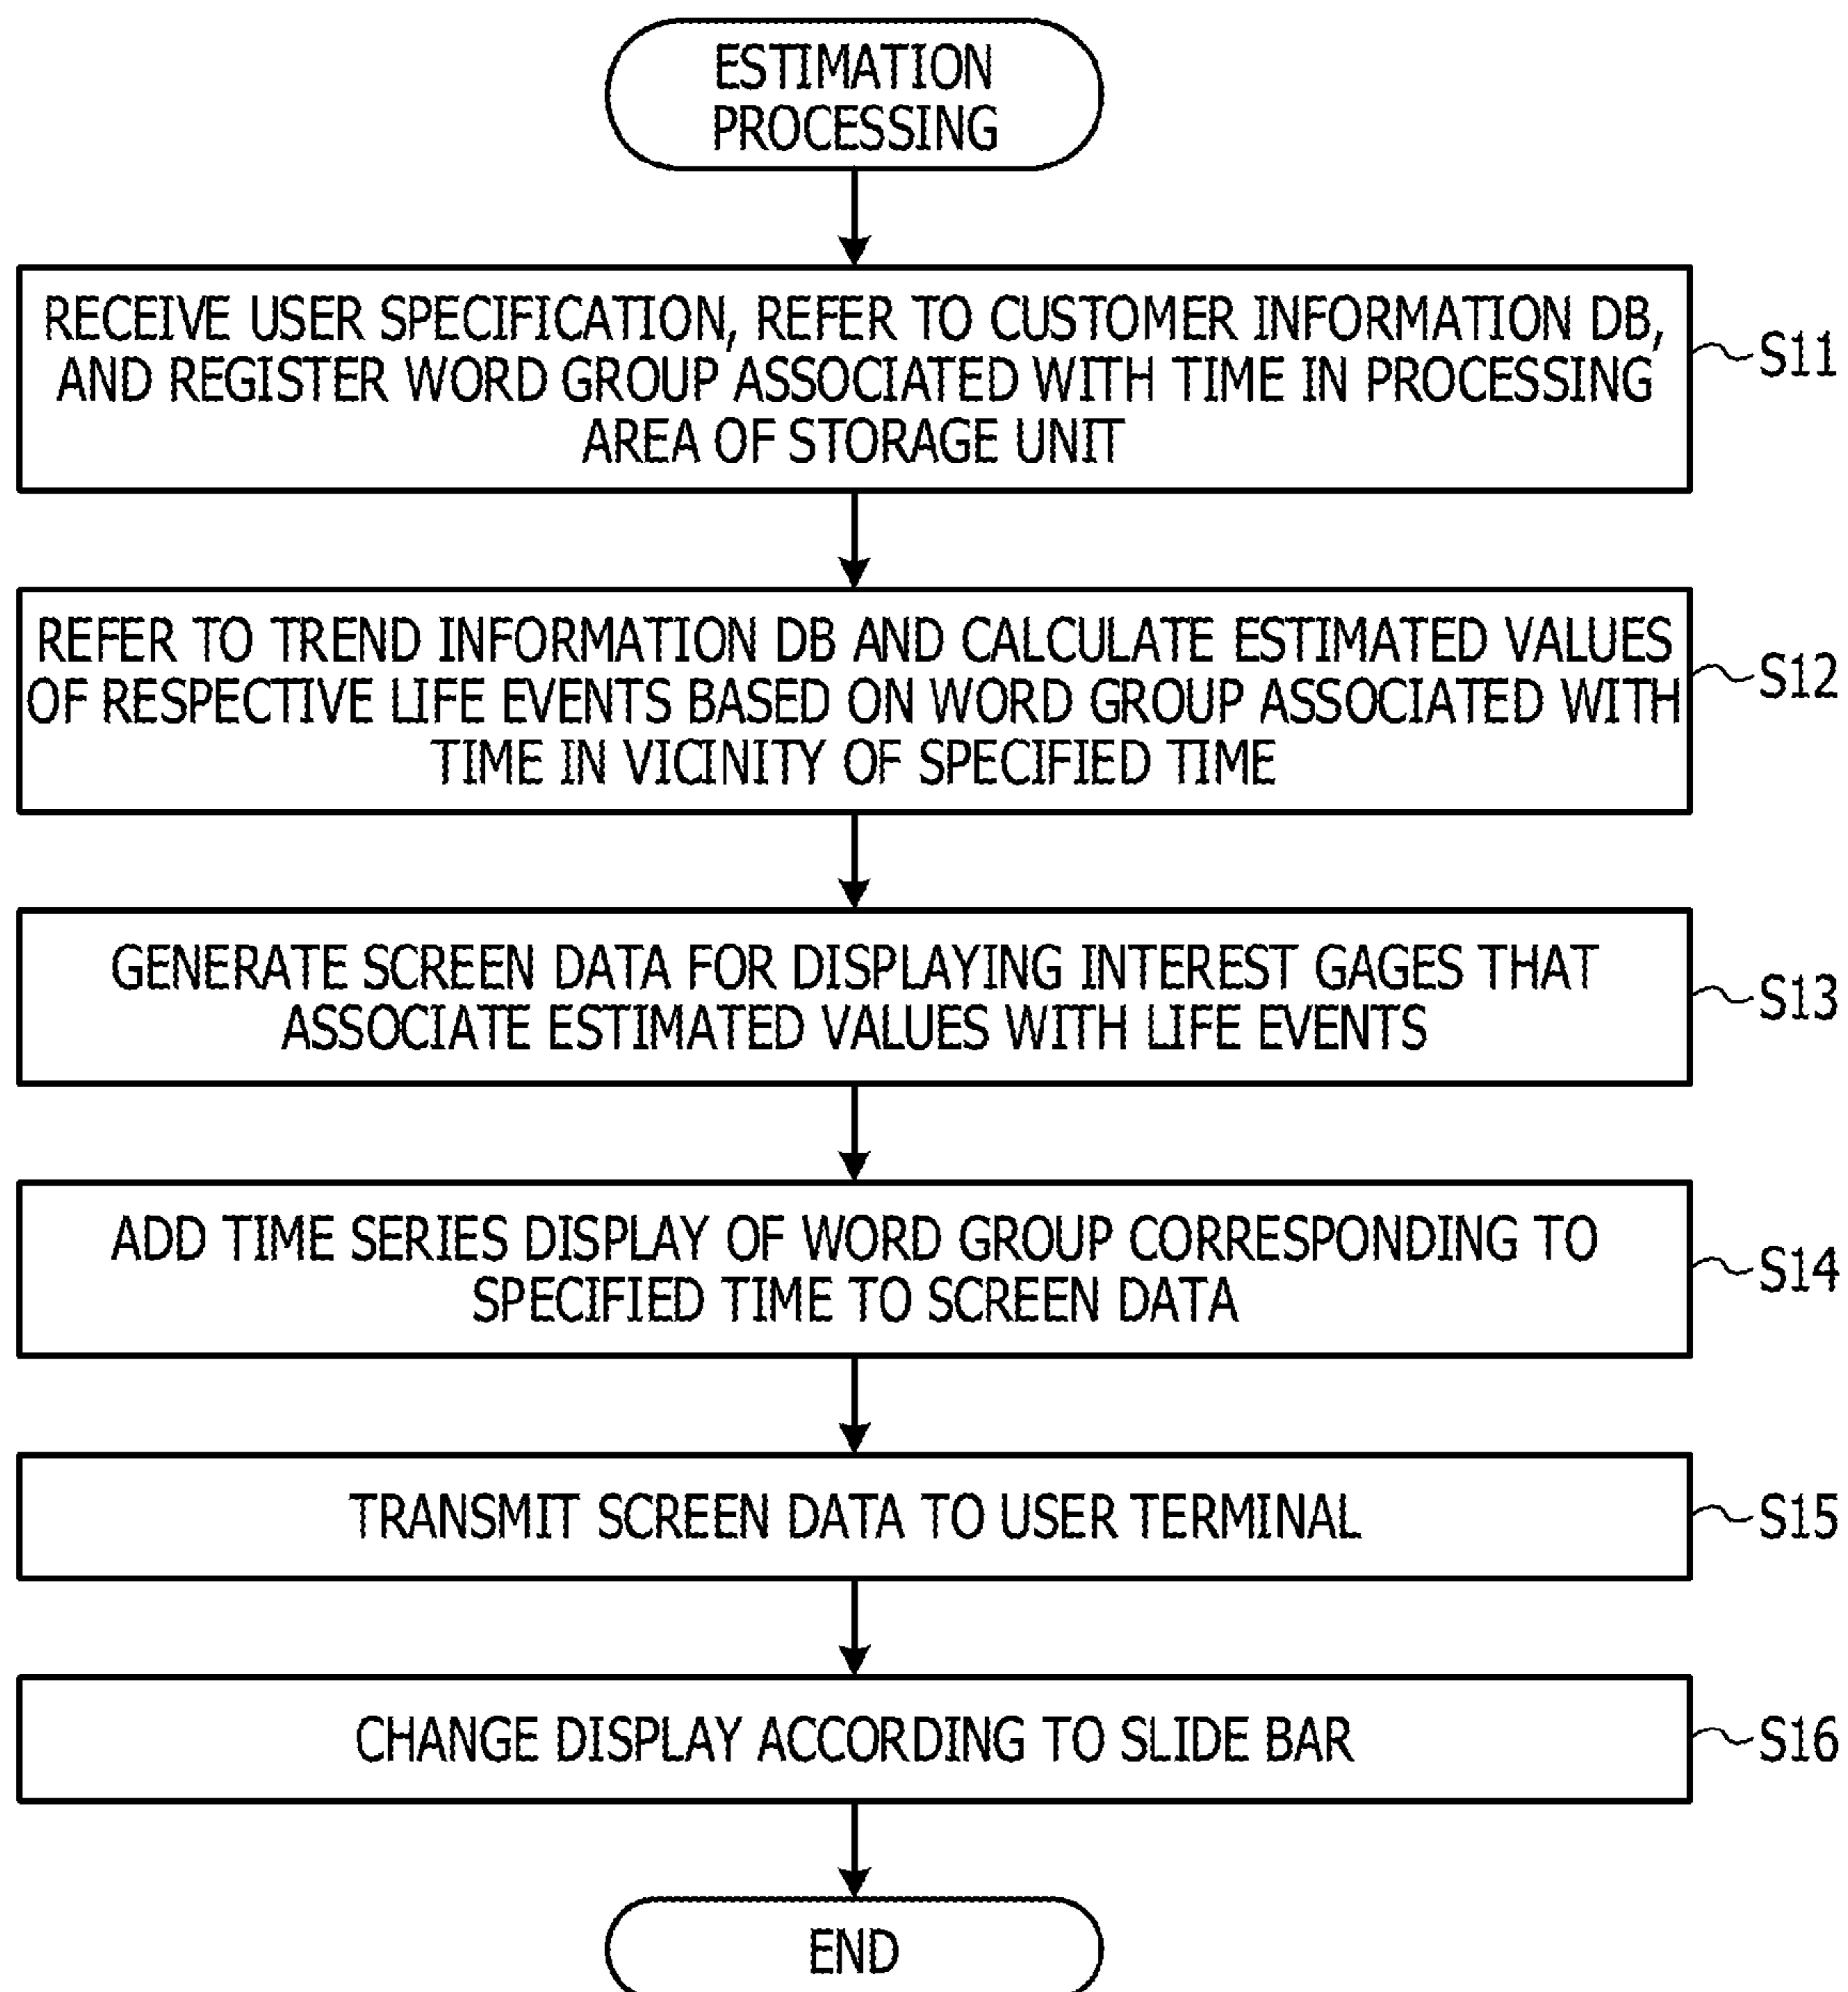 ESTIMATION
PROCESSING
RECEIVE USER SPECIFICATION, REFER TO CUSTOMER INFORMATION DB,
AND REGISTER WORD GROUP ASSOCIATED WITH TIME IN PROCESSING
AREA OF STORAGE UNIT
S11
REFER TO TREND INFORMATION DB AND CALCULATE ESTIMATED VALUES
OF RESPECTIVE LIFE EVENTS BASED ON WORD GROUP ASSOCIATED WITH
TIME IN VICINITY OF SPECIFIED TIME
S12
GENERATE SCREEN DATA FOR DISPLAYING INTEREST GAGES THAT
ASSOCIATE ESTIMATED VALUES WITH LIFE EVENTS
S13
ADD TIME SERIES DISPLAY OF WORD GROUP CORRESPONDING TO
SPECIFIED TIME TO SCREEN DATA
S14
TRANSMIT SCREEN DATA TO USER TERMINAL
S15
CHANGE DISPLAY ACCORDING TO SLIDE BAR
S16
END